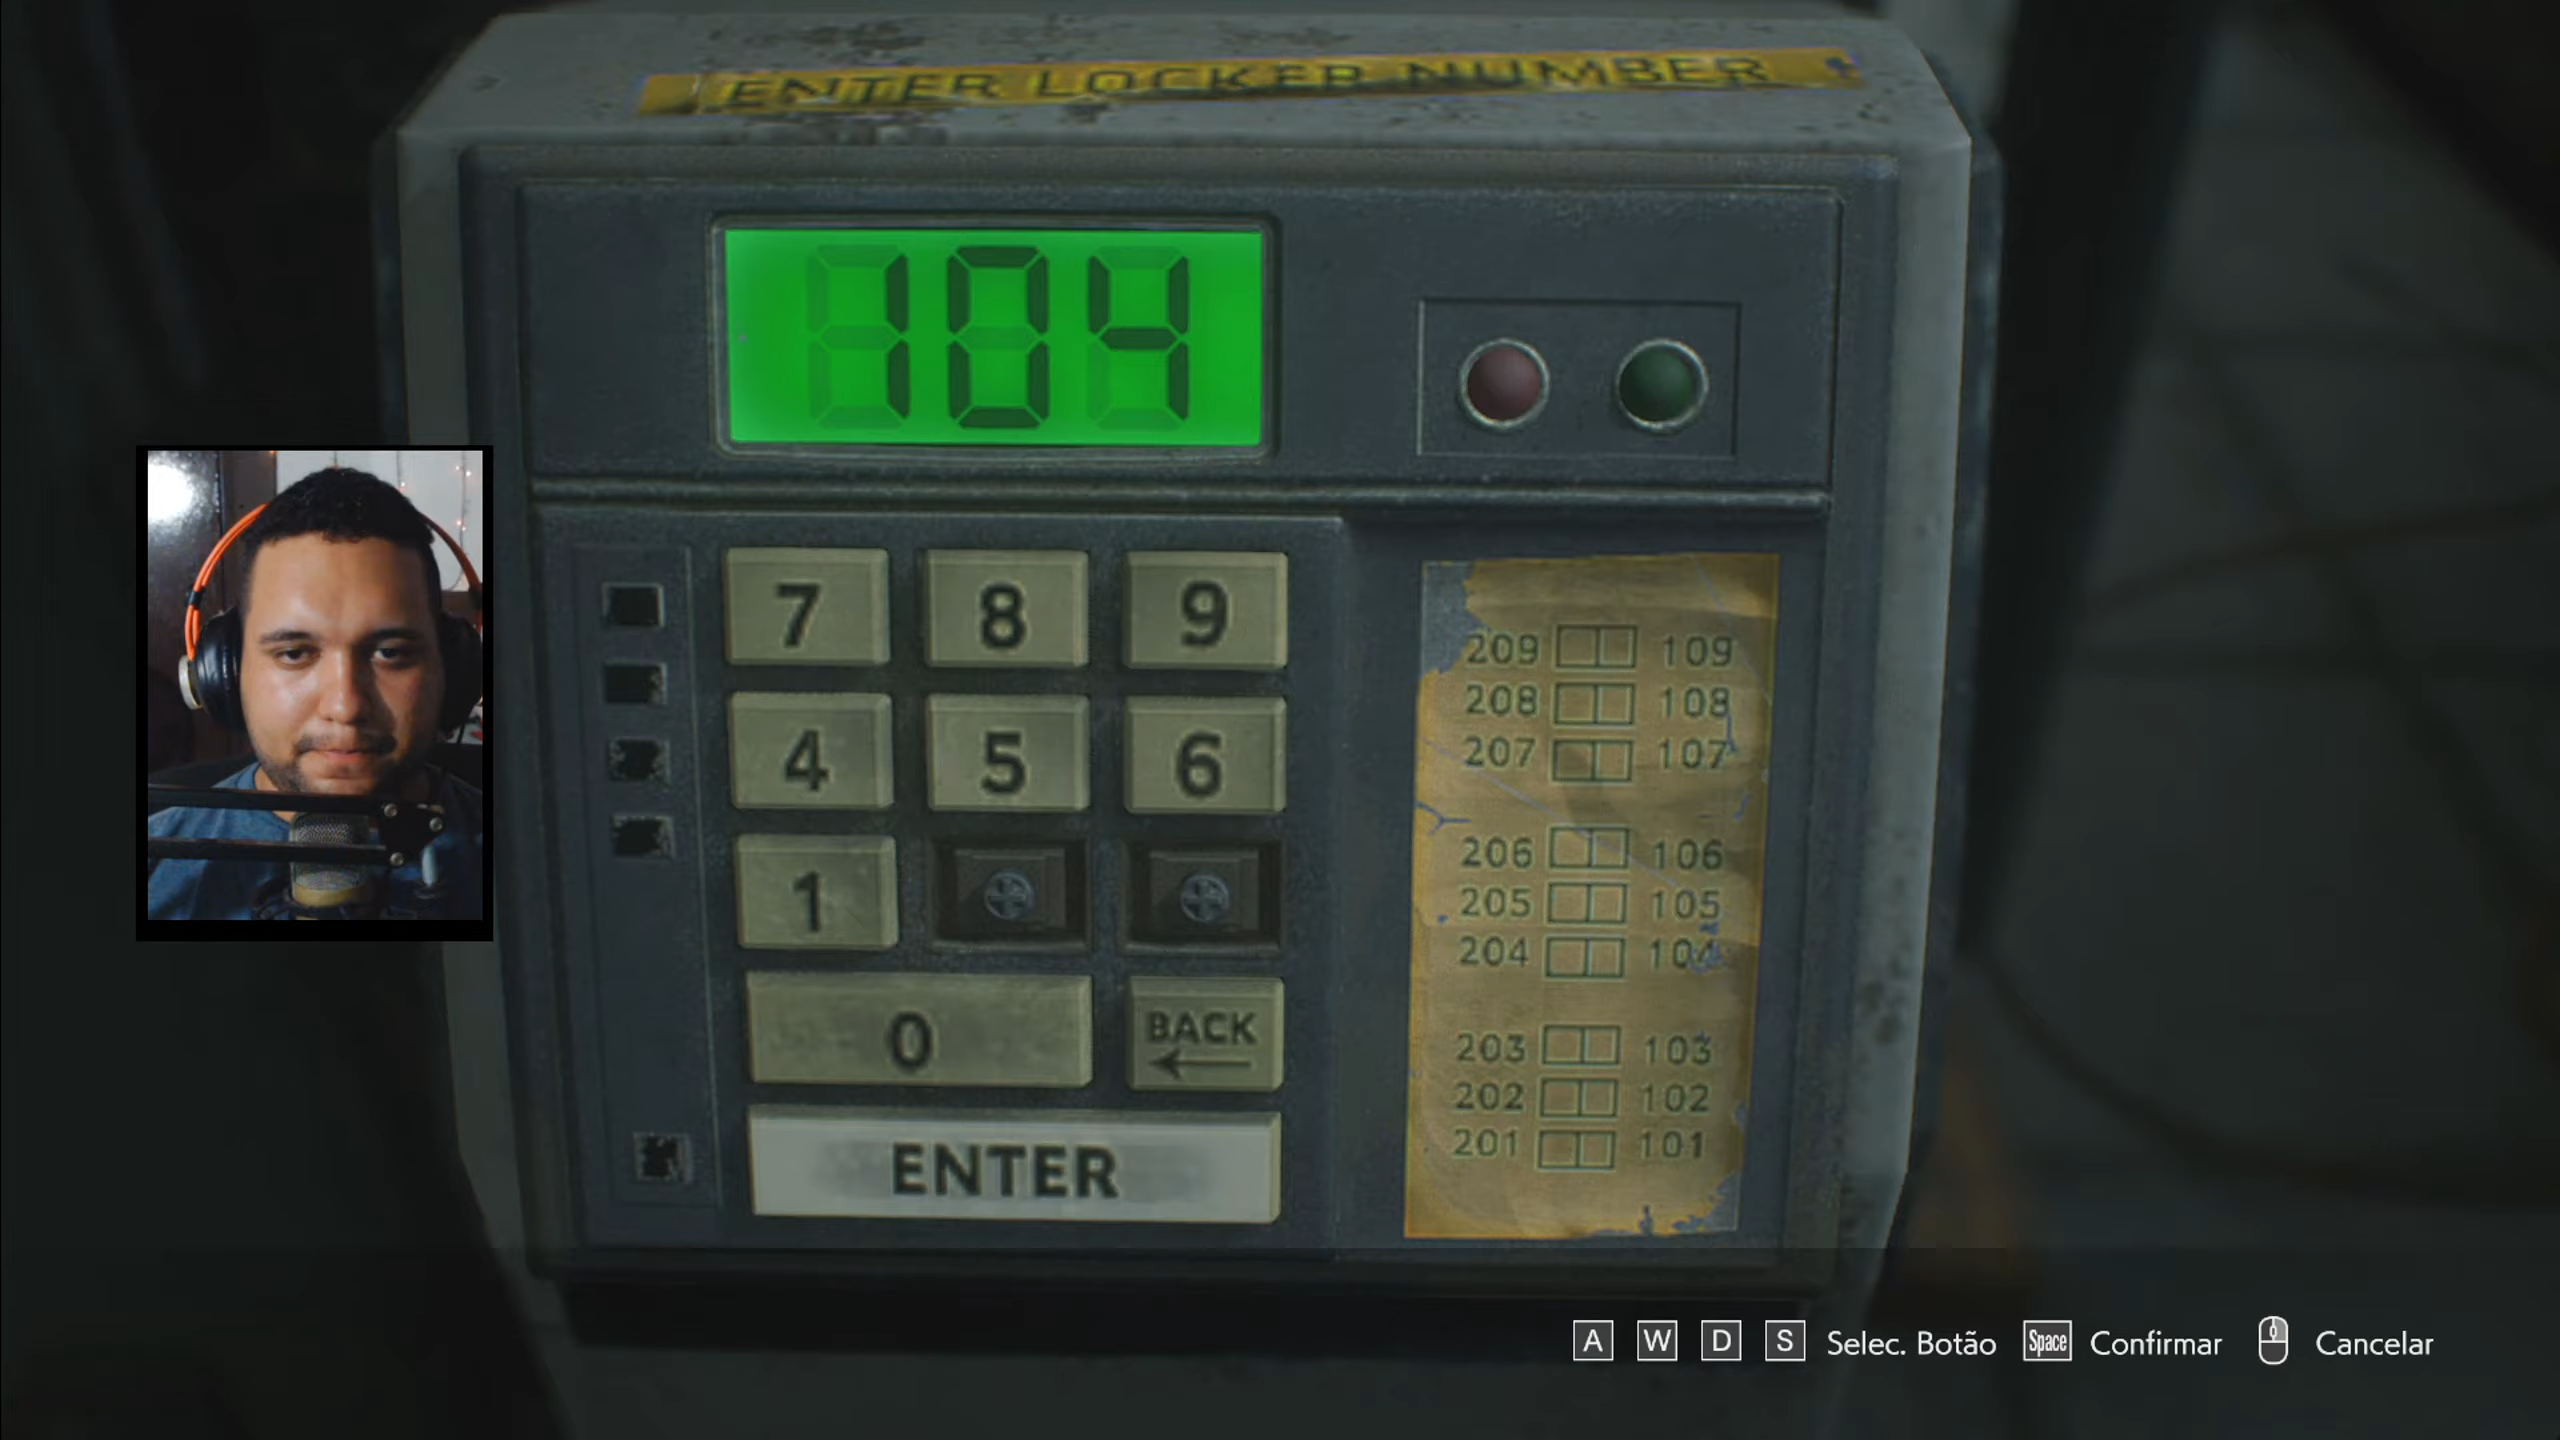 ENTER LOCKER NUMBER
104
7 8 9
4 5 6
1
0 BACK
ENTER
209 109
208 108
207 107
206 106
205 105
204 104
203 103
202 102
201 101
A W D S Selec. Botão Space Confirmar Cancelar